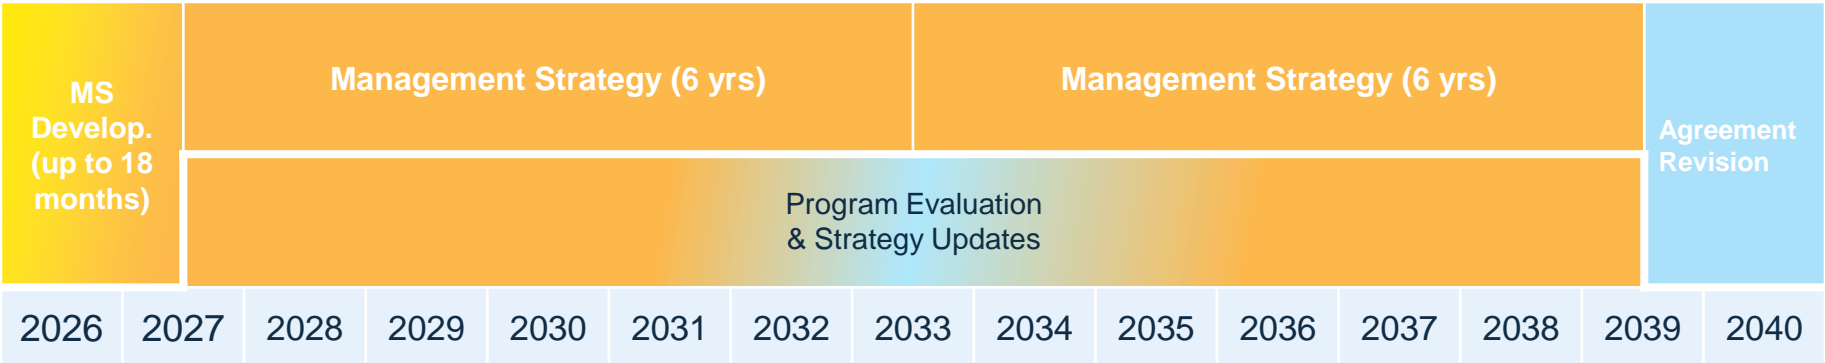 MS
Develop.
(up to 18
months)
Management Strategy (6 yrs)
Management Strategy (6 yrs)
Agreement
Revision
Program Evaluation
& Strategy Updates
2026 2027 2028 2029 2030 2031 2032 2033 2034 2035 2036 2037 2038 2039 2040